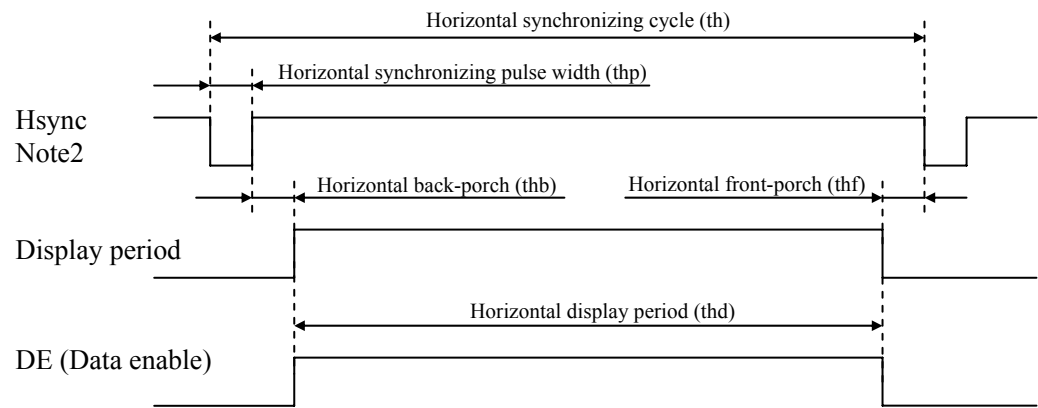 Horizontal synchronizing cycle (th)
Horizontal synchronizing pulse width (thp)
Hsync
Note2
Horizontal back-porch (thb)
Horizontal front-porch (thf)
Display period
Horizontal display period (thd)
DE (Data enable)